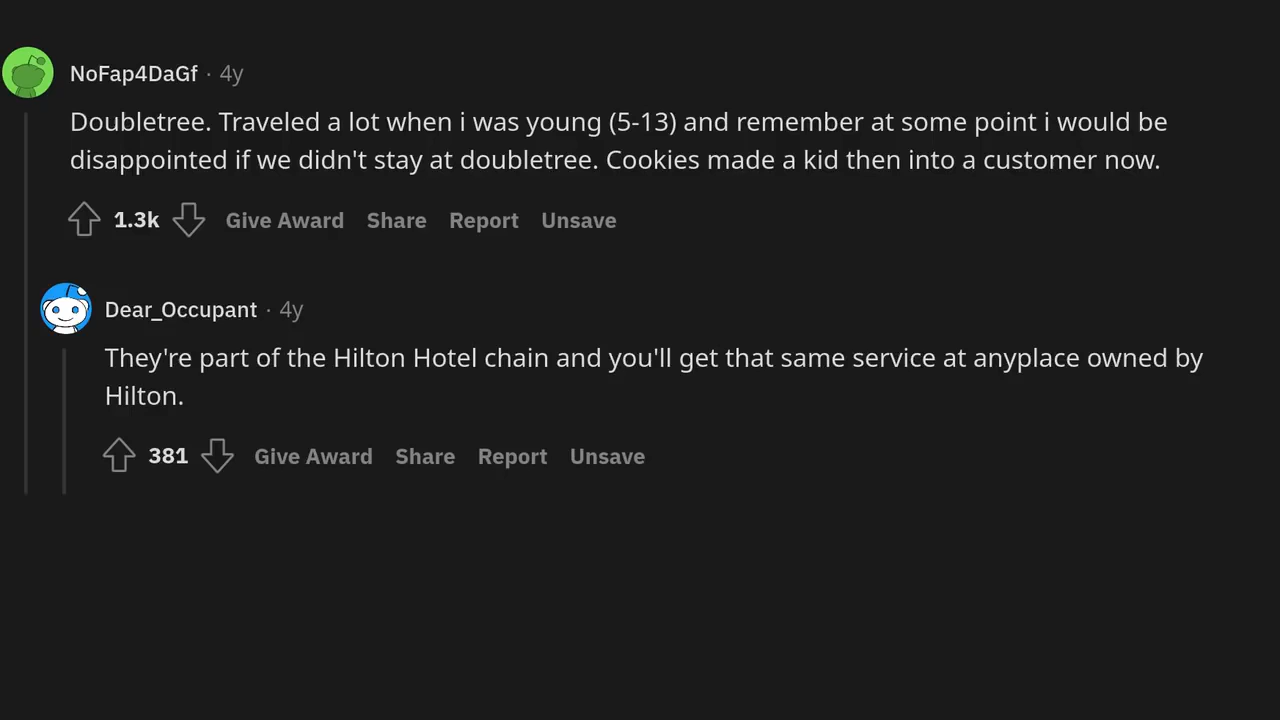 NoFap4DaGf · 4y
Doubletree. Traveled a lot when i was young (5-13) and remember at some point i would be
disappointed if we didn't stay at doubletree. Cookies made a kid then into a customer now.
1.3k Give Award Share Report Unsave
Dear_Occupant · 4y
They're part of the Hilton Hotel chain and you'll get that same service at anyplace owned by
Hilton.
381 Give Award Share Report Unsave